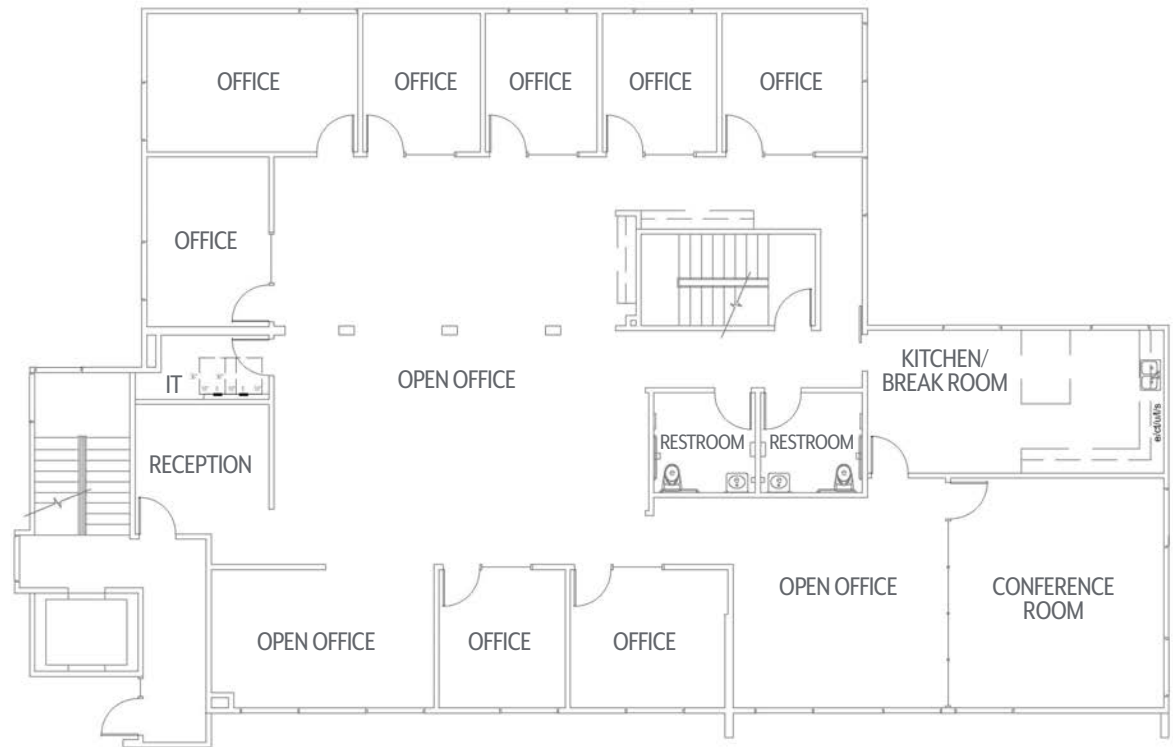 OFFICE
OFFICE
OFFICE
OFFICE
OFFICE
OFFICE
KITCHEN/
BREAK ROOM
IT
OPEN OFFICE
RESTROOM
RESTROOM
RECEPTION
OPEN OFFICE
CONFERENCE
ROOM
OPEN OFFICE
OFFICE
OFFICE